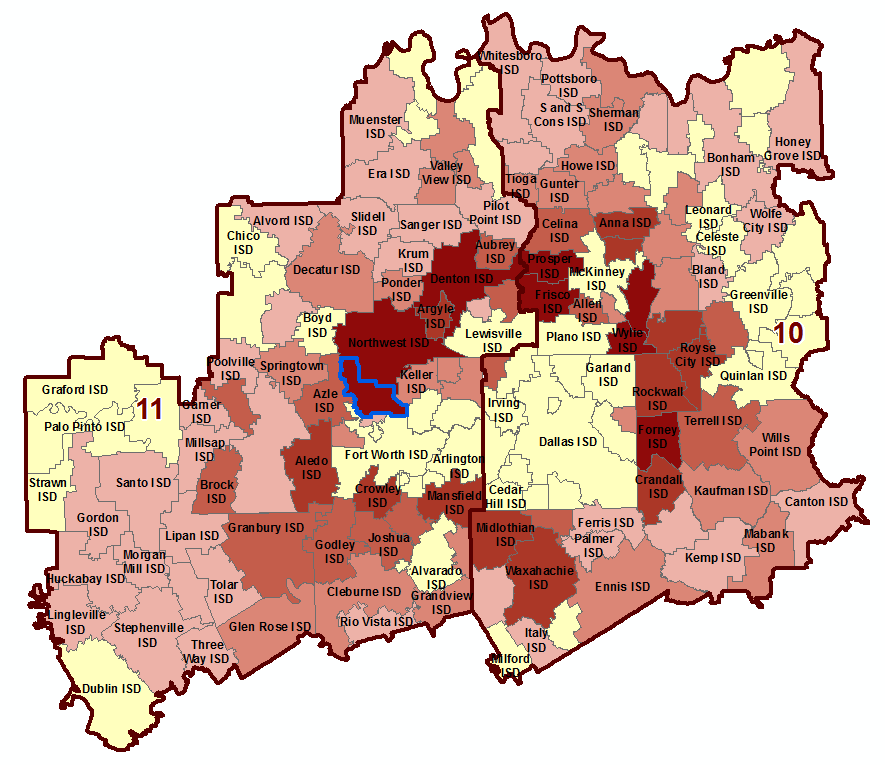 Whitesboro
ISD
Pottsboro
ISD
S and S
Cons ISD
Sherman
ISD
Muenster
ISD
Honey
Grove ISD
Bonham
ISD
Howe ISD
Era ISD
Valley
View ISD
Tioga
ISD
Gunter
ISD
Leonard
ISD
Wolfe
City ISD
Pilot
Point ISD
Slidell
ISD
Alvord ISD
Sanger ISD
Celina
ISD
Anna ISD
Chico
ISD
Celeste
ISD
Aubrey
ISD
Krum
ISD
Decatur ISD
Prosper
ISD
McKinney
ISD
Bland
ISD
Denton ISD
Ponder
ISD
Frisco
ISD
Allen
ISD
Greenville
ISD
Argyle
ISD
Boyd
ISD
Lewisville
ISD
Plano ISD
Wylie
ISD
10
Northwest ISD
Royse
City ISD
Poolville
ISD
Springtown
ISD
Keller
ISD
Garland
ISD
Quinlan ISD
Graford ISD
11
Garner
ISD
Azle
ISD
Irving
ISD
Rockwall
ISD
Palo Pinto ISD
Terrell ISD
Millsap
ISD
Dallas ISD
Forney
ISD
Wills
Point ISD
Fort Worth ISD
Arlington
ISD
Aledo
ISD
Strawn
ISD
Santo ISD
Brock
ISD
Crowley
ISD
Mansfield
ISD
Cedar
Hill ISD
Crandall
ISD
Kaufman ISD
Canton ISD
Gordon
ISD
Lipan ISD
Granbury ISD
Midlothian
ISD
Ferris ISD
Palmer
ISD
Mabank
ISD
Godley
ISD
Joshua
ISD
Morgan
Mill ISD
Kemp ISD
Huckabay ISD
Tolar
ISD
Alvarado
ISD
Waxahachie
ISD
Cleburne ISD
Ennis ISD
Grandview
ISD
Lingleville
ISD
Stephenville
ISD
Glen Rose ISD
Rio Vista ISD
Italy
ISD
Three
Way ISD
Milford
ISD
Dublin ISD